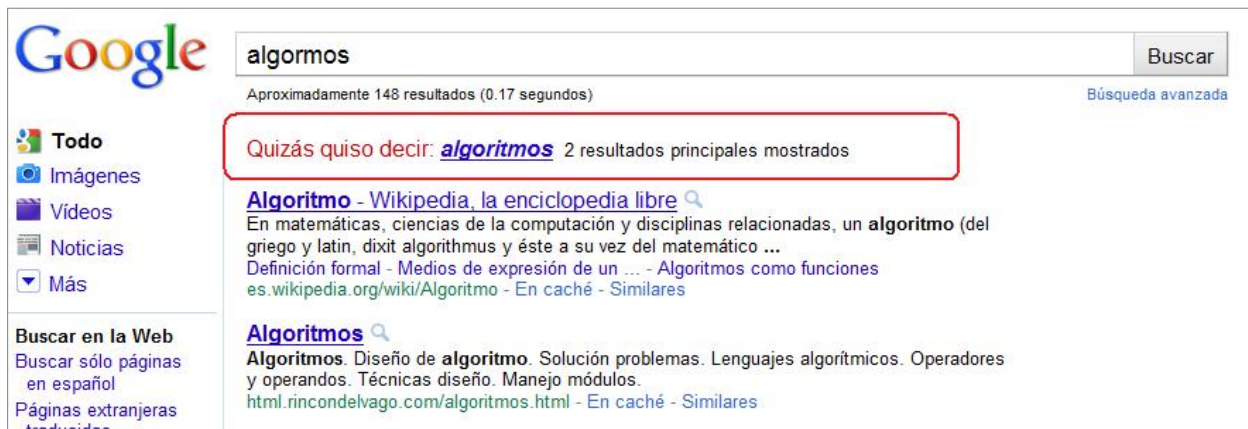 Google
algormos
Buscar
Aproximadamente 148 resultados (0.17 segundos)
Búsqueda avanzada
Todo
Imágenes
Vídeos
Noticias
Más
Buscar en la Web
Buscar sólo páginas
en español
Páginas extranjeras
Quizás quiso decir: algoritmos 2 resultados principales mostrados
Algoritmo - Wikipedia, la enciclopedia libre
En matemáticas, ciencias de la computación y disciplinas relacionadas, un algoritmo (del
griego y latin, dixit algorithmus y éste a su vez del matemático ...
Definición formal - Medios de expresión de un ... - Algoritmos como funciones
es.wikipedia.org/wiki/Algoritmo - En caché - Similares
Algoritmos
Algoritmos. Diseño de algoritmo. Solución problemas. Lenguajes algorítmicos. Operadores
y operandos. Técnicas diseño. Manejo módulos.
html.rincondelvago.com/algoritmos.html - En caché - Similares